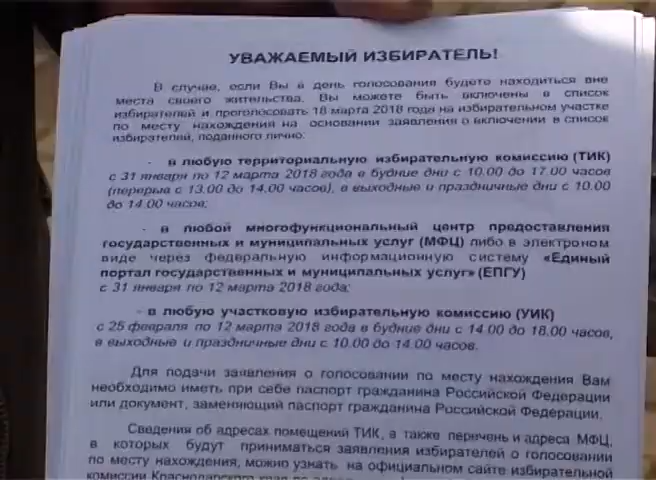 УВАЖАЕМЫЙ ИЗБИРАТЕЛЬ!
В случае, если Вы в день голосования будете находиться вне
места своего жительства, Вы можете быть включены в список
избирателей и проголосовать 18 марта 2018 года на избирательном участке
по месту нахождения на основании заявления о включении в список
избирателей, поданного лично:
- в любую территориальную избирательную комиссию (ТИК)
с 31 января по 12 марта 2018 года в будние дни с 10.00 до 17.00 часов
(перерыв с 13.00 до 14.00 часов), в выходные и праздничные дни с 10.00
до 14.00 часов;
- в любой многофункциональный центр предоставления
государственных и муниципальных услуг (МФЦ) либо в электроном
виде через Федеральную информационную систему «Единый
портал государственных и муниципальных услуг» (ЕПГУ)
с 31 января по 12 марта 2018 года;
- в любую участковую избирательную комиссию (УИК)
с 25 февраля по 12 марта 2018 года в будние дни с 14.00 до 18.00 часов,
в выходные и праздничные дни с 10.00 до 14.00 часов.
Для подачи заявления о голосовании по месту нахождения Вам
необходимо иметь при себе паспорт гражданина Российской Федерации
или документ, заменяющий паспорт гражданина Российской Федерации.
Сведения об адресах помещений ТИК, а также перечень и адреса МФЦ,
в которых будут приниматься заявления избирателей о голосовании
по месту нахождения, можно узнать на официальном сайте избирательной
комиссии Краснодарского края